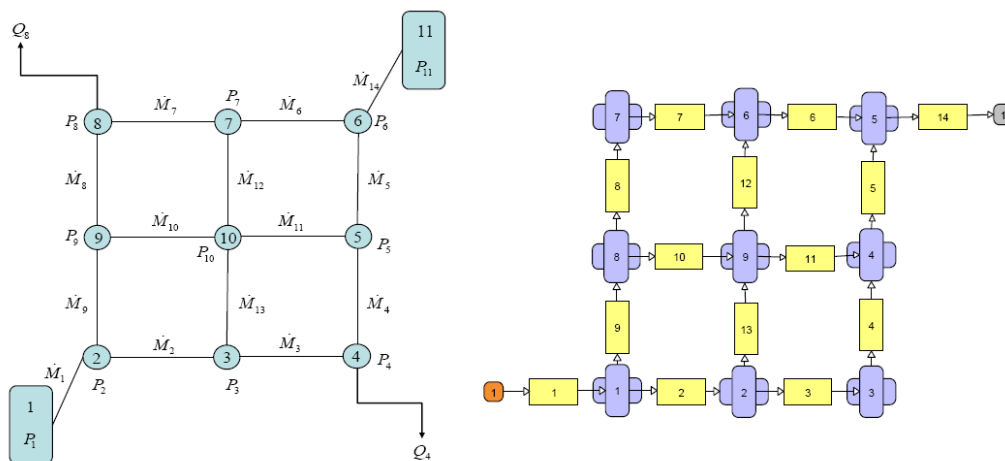 Q₈
11
P₁₁
Ṁ₁₄
P₈ 8 Ṁ₇ P₇ 7 Ṁ₆ 6 P₆
Ṁ₈ Ṁ₁₂ Ṁ₅
P₉ 9 Ṁ₁₀ P₁₀ 10 Ṁ₁₁ 5 P₅
Ṁ₉ Ṁ₁₃ Ṁ₄
Ṁ₁ 2 P₂ Ṁ₂ 3 P₃ Ṁ₃ 4 P₄
1
P₁
Q₄
7 7 6 6 5 14
8 12 5
8 10 9 11 4
9 13 4
1 1 1 2 2 3 3